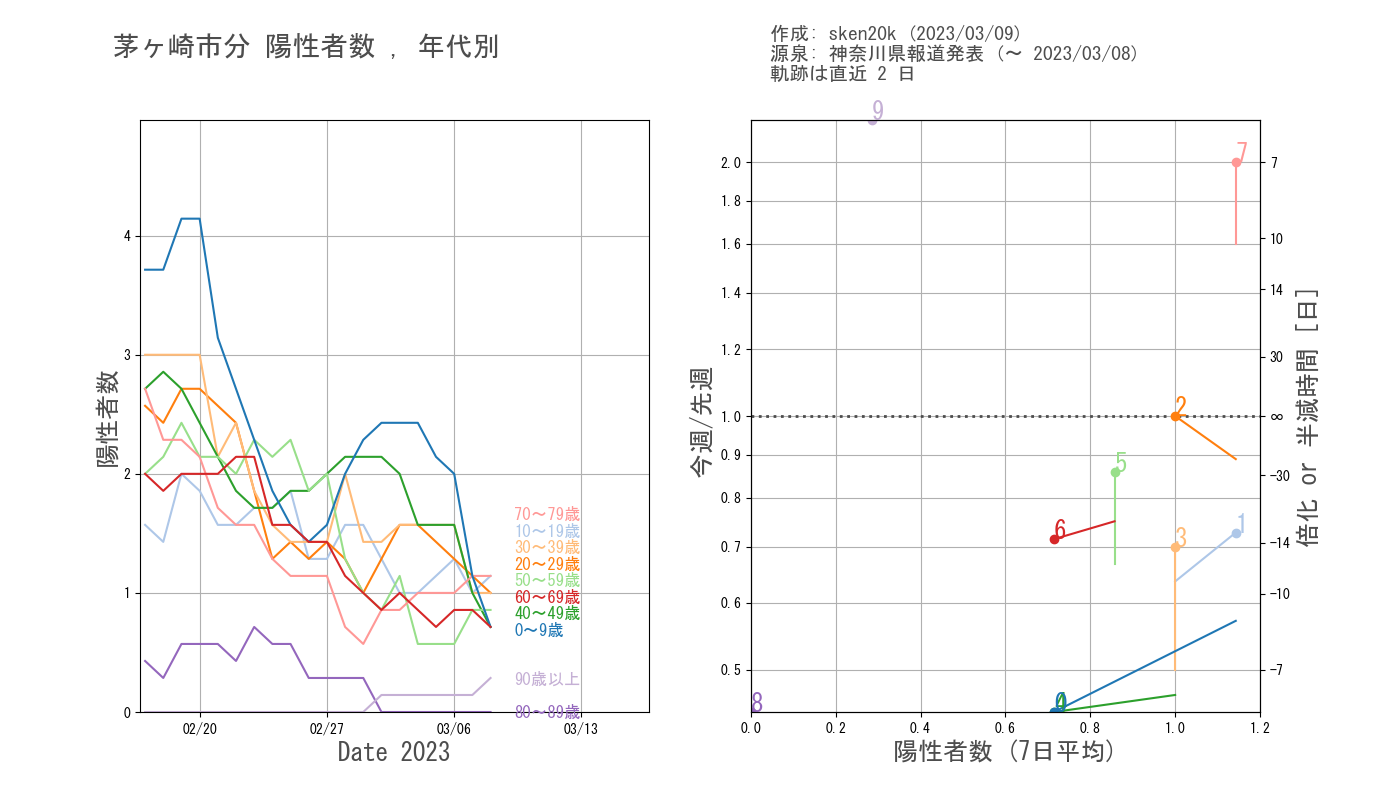 茅ヶ崎市分 陽性者数 , 年代別
作成: sken20k (2023/03/09)
源泉: 神奈川県報道発表 (〜 2023/03/08)
軌跡は直近 2 日
陽性者数
4
3
2
1
0
02/20
02/27
03/06
03/13
Date 2023
70〜79歳
10〜19歳
30〜39歳
20〜29歳
50〜59歳
60〜69歳
40〜49歳
0〜9歳
90歳以上
80〜89歳
今週/先週
2.0
1.8
1.6
1.4
1.2
1.0
0.9
0.8
0.7
0.6
0.5
9
7
2
5
1
6
3
8
4
0
0.0
0.2
0.4
0.6
0.8
1.0
1.2
陽性者数 (7日平均)
7
10
14
30
∞
−30
−14
−10
−7
倍化 or 半減時間 [日]